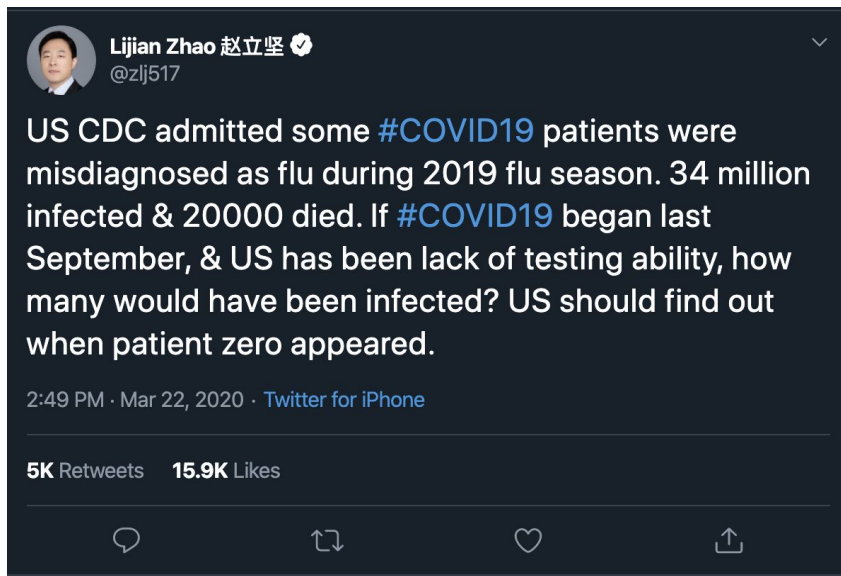 Lijian Zhao 赵立坚
@zlj517
US CDC admitted some #COVID19 patients were
misdiagnosed as flu during 2019 flu season. 34 million
infected & 20000 died. If #COVID19 began last
September, & US has been lack of testing ability, how
many would have been infected? US should find out
when patient zero appeared.
2:49 PM · Mar 22, 2020 · Twitter for iPhone
5K Retweets 15.9K Likes